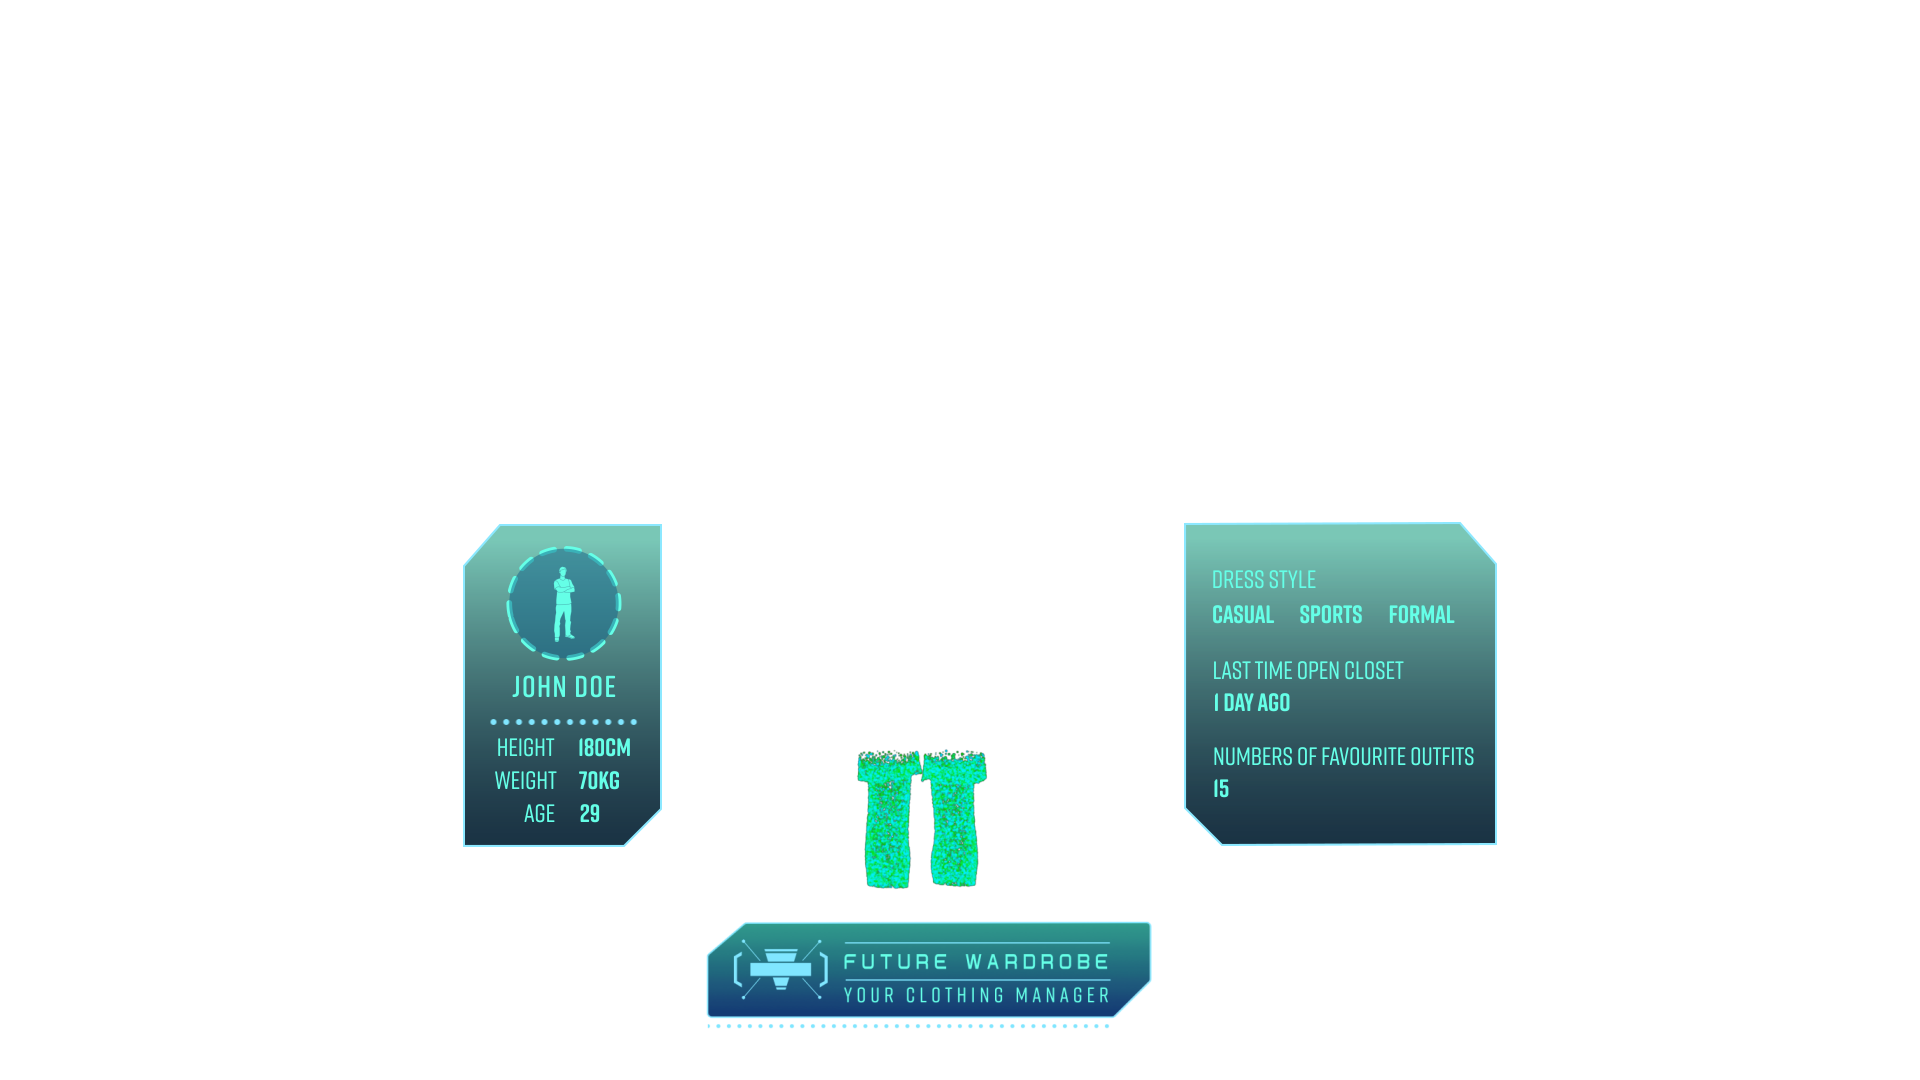 JOHN DOE
HEIGHT 180CM
WEIGHT 70KG
AGE 29
DRESS STYLE
CASUAL SPORTS FORMAL
LAST TIME OPEN CLOSET
1 DAY AGO
NUMBERS OF FAVOURITE OUTFITS
15
FUTURE WARDROBE
YOUR CLOTHING MANAGER